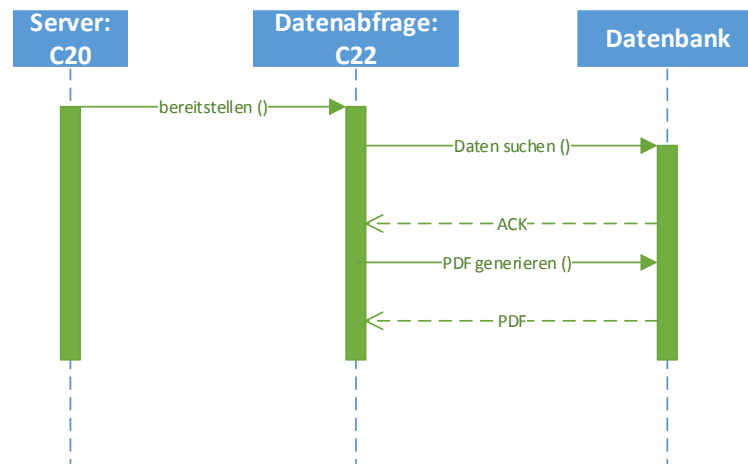 Server:
C20
Datenabfrage:
C22
Datenbank
bereitstellen ()
Daten suchen ()
ACK
PDF generieren ()
PDF